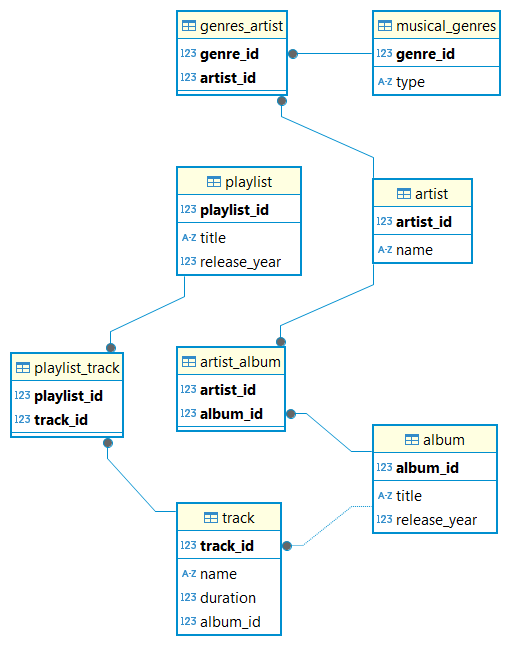 genres_artist
123 genre_id
123 artist_id
musical_genres
123 genre_id
A-Z type
playlist
123 playlist_id
A-Z title
123 release_year
artist
123 artist_id
A-Z name
playlist_track
123 playlist_id
123 track_id
artist_album
123 artist_id
123 album_id
album
123 album_id
A-Z title
123 release_year
track
123 track_id
A-Z name
123 duration
123 album_id